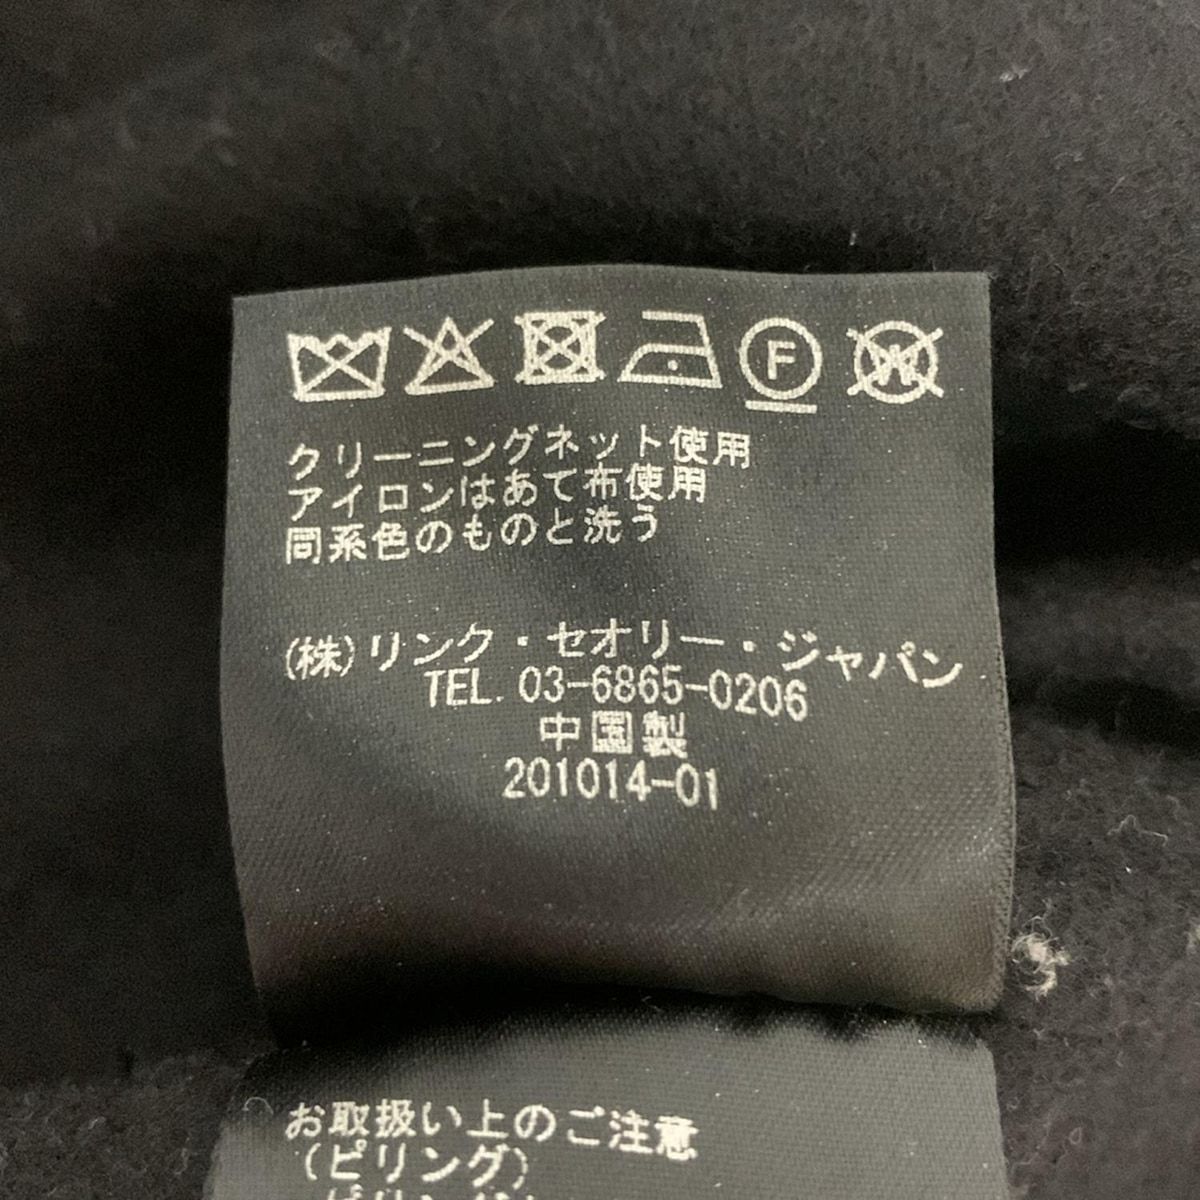 F W
クリーニングネット使用
アイロンはあて布使用
同系色のものと洗う
(株)リンク・セオリー・ジャパン
TEL. 03-6865-0206
中国製
201014-01
お取扱い上のご注意
(ピリング)